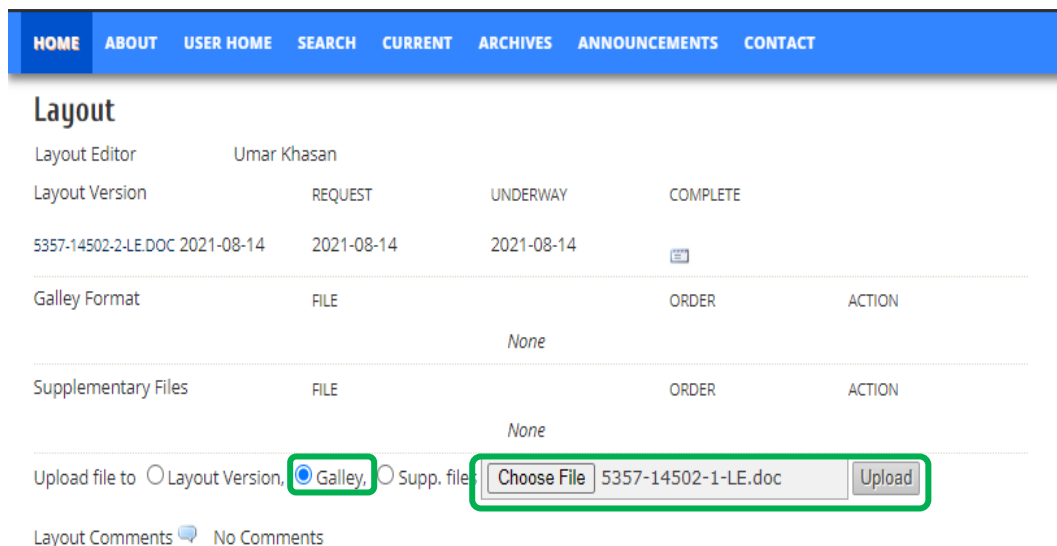 HOME ABOUT USER HOME SEARCH CURRENT ARCHIVES ANNOUNCEMENTS CONTACT
Layout
Layout Editor Umar Khasan
Layout Version REQUEST UNDERWAY COMPLETE
5357-14502-2-LE.DOC 2021-08-14 2021-08-14 2021-08-14
Galley Format FILE ORDER ACTION
None
Supplementary Files FILE ORDER ACTION
None
Upload file to Layout Version, Galley, Supp. files Choose File 5357-14502-1-LE.doc Upload
Layout Comments No Comments